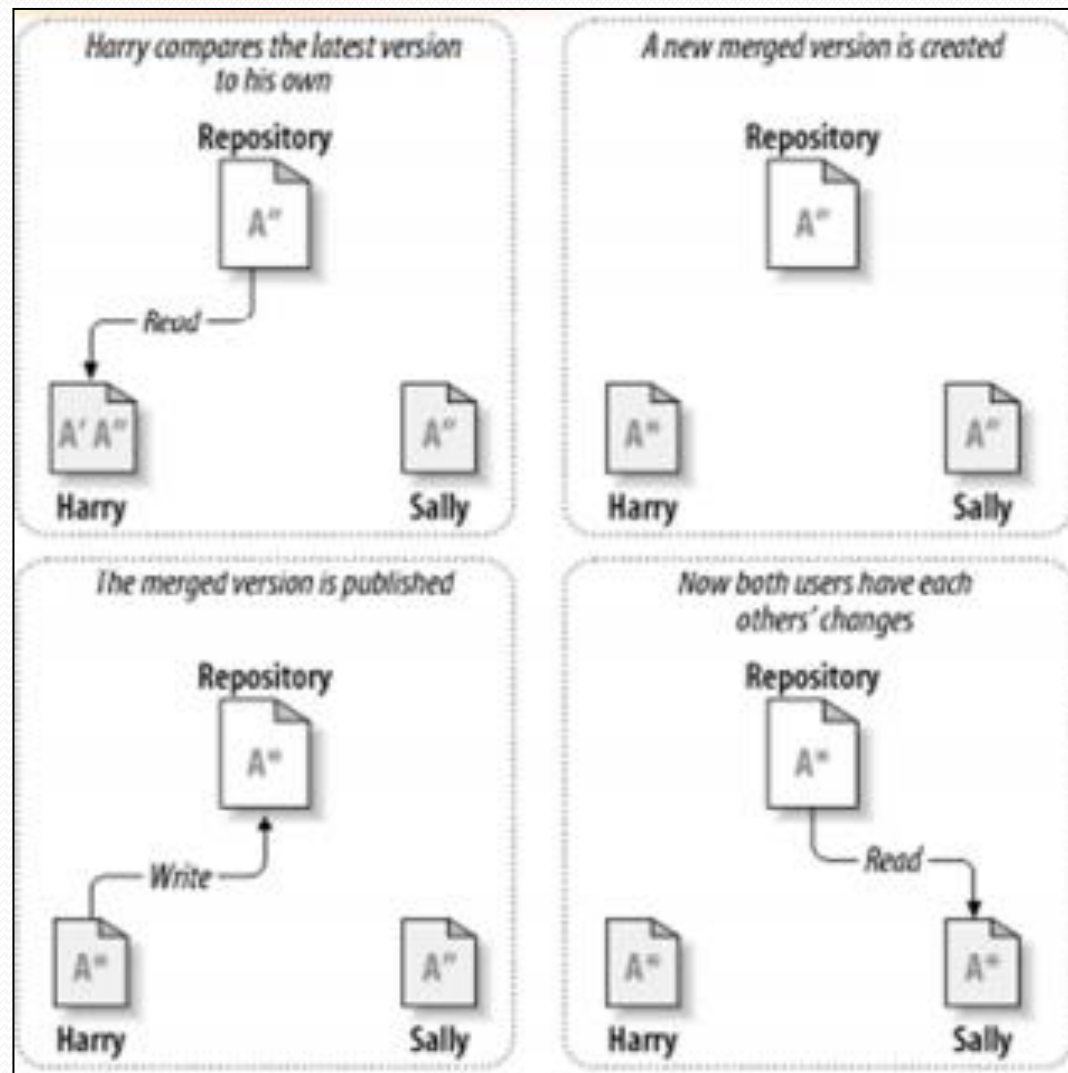 Harry compares the latest version
to his own
Repository
A"
Read
A' A"
A"
Harry
Sally
A new merged version is created
Repository
A"
A*
A"
Harry
Sally
The merged version is published
Repository
A*
Write
A*
A"
Harry
Sally
Now both users have each
others' changes
Repository
A*
Read
A*
A*
Harry
Sally